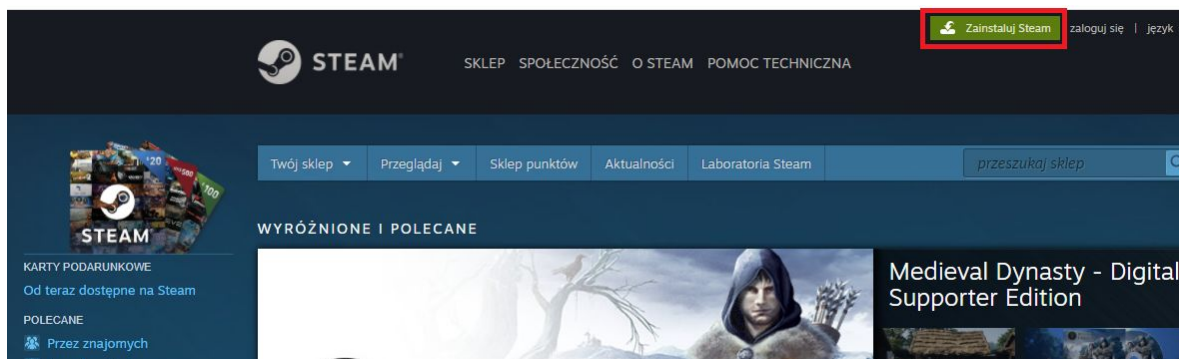 Zainstaluj Steam zaloguj się | język
STEAM
SKLEP SPOŁECZNOŚĆ O STEAM POMOC TECHNICZNA
Twój sklep Przeglądaj Sklep punktów Aktualności Laboratoria Steam przeszukaj sklep
STEAM
WYRÓŻNIONE I POLECANE
KARTY PODARUNKOWE
Od teraz dostępne na Steam
POLECANE
Przez znajomych
Medieval Dynasty - Digital
Supporter Edition